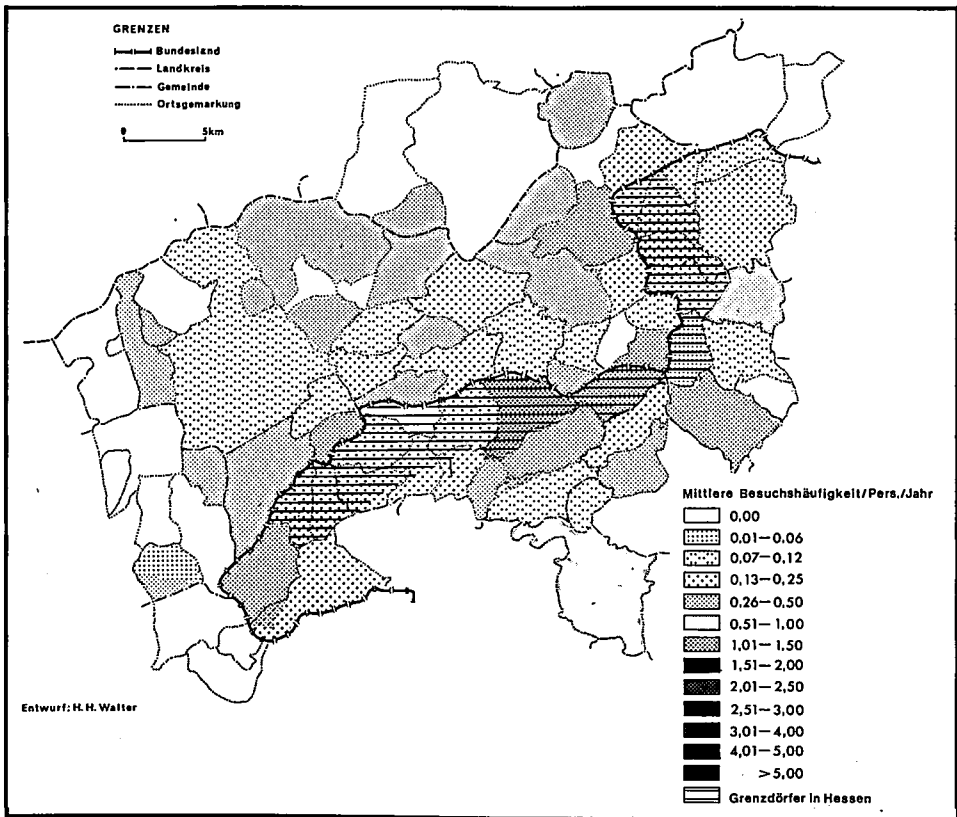 GRENZEN
Bundesland
Landkreis
Gemeinde
Ortsgemarkung
0 5km
Mittlere Besuchshäufigkeit/Pers./Jahr
0,00
0,01–0,06
0,07–0,12
0,13–0,25
0,26–0,50
0,51–1,00
1,01–1,50
1,51–2,00
2,01–2,50
2,51–3,00
3,01–4,00
4,01–5,00
>5,00
Grenzdörfer in Hessen
Entwurf: H. H. Walter